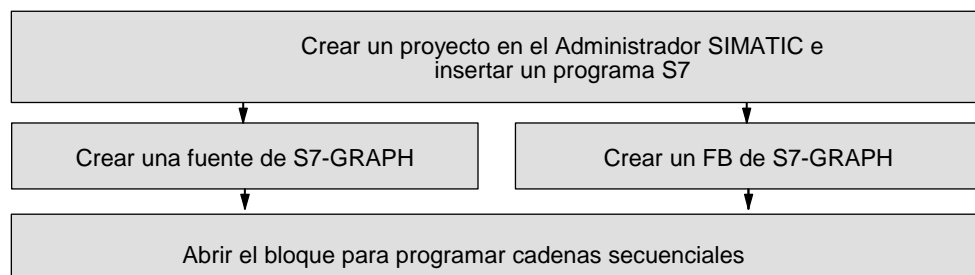 Crear un proyecto en el Administrador SIMATIC e
insertar un programa S7
Crear una fuente de S7-GRAPH
Crear un FB de S7-GRAPH
Abrir el bloque para programar cadenas secuenciales